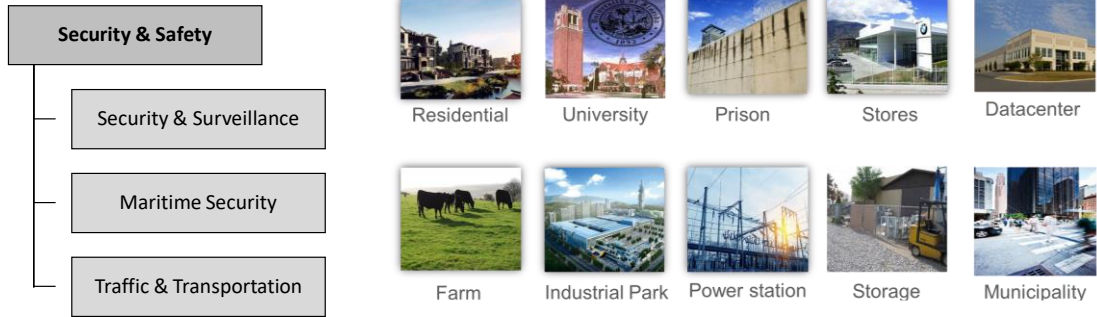 Security & Safety
Security & Surveillance
Maritime Security
Traffic & Transportation
Residential
University
Prison
Stores
Datacenter
Farm
Industrial Park
Power station
Storage
Municipality